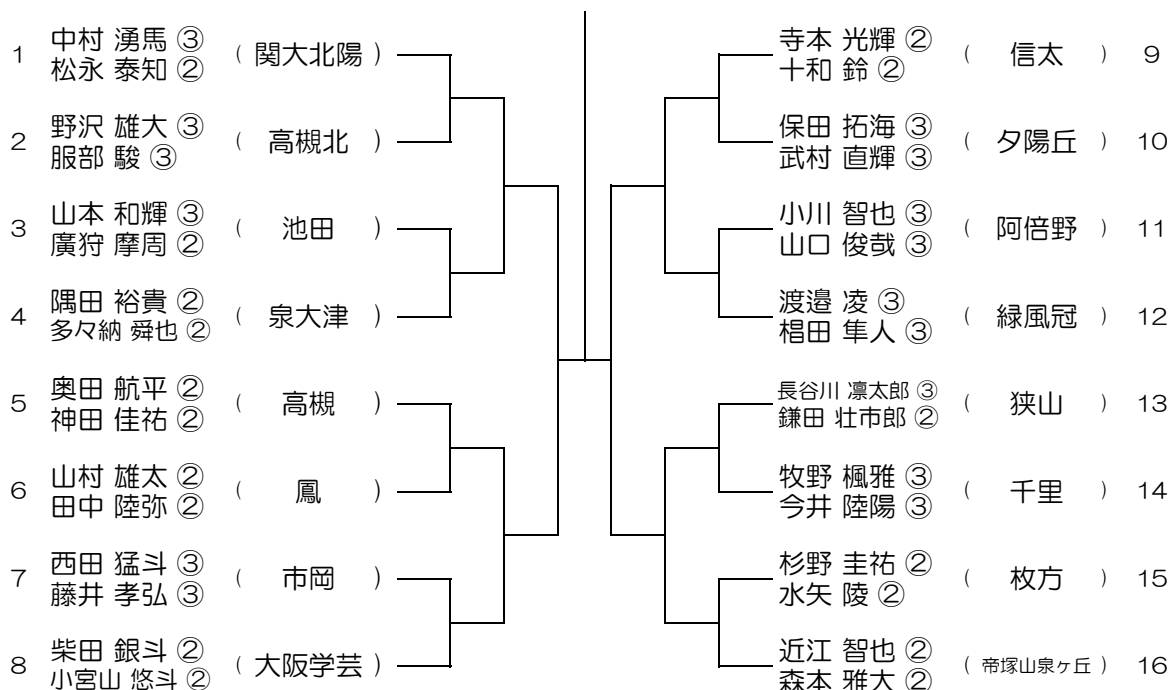 1 中村 湧馬 ③ ( 関大北陽 )
松永 泰知 ②
2 野沢 雄大 ③ ( 高槻北 )
服部 駿 ③
3 山本 和輝 ③ ( 池田 )
廣狩 摩周 ②
4 隅田 裕貴 ② ( 泉大津 )
多々納 舜也 ②
5 奥田 航平 ② ( 高槻 )
神田 佳祐 ②
6 山村 雄太 ② ( 鳳 )
田中 陸弥 ②
7 西田 猛斗 ③ ( 市岡 )
藤井 孝弘 ③
8 柴田 銀斗 ② ( 大阪学芸 )
小宮山 悠斗 ②
寺本 光輝 ② ( 信太 ) 9
十和 鈴 ②
保田 拓海 ③ ( 夕陽丘 ) 10
武村 直輝 ③
小川 智也 ③ ( 阿倍野 ) 11
山口 俊哉 ③
渡邉 凌 ③ ( 緑風冠 ) 12
椙田 隼人 ③
長谷川 凛太郎 ③ ( 狭山 ) 13
鎌田 壮市郎 ②
牧野 楓雅 ③ ( 千里 ) 14
今井 陸陽 ③
杉野 圭祐 ② ( 枚方 ) 15
水矢 陵 ②
近江 智也 ② ( 帝塚山泉ヶ丘 ) 16
森本 雅大 ②